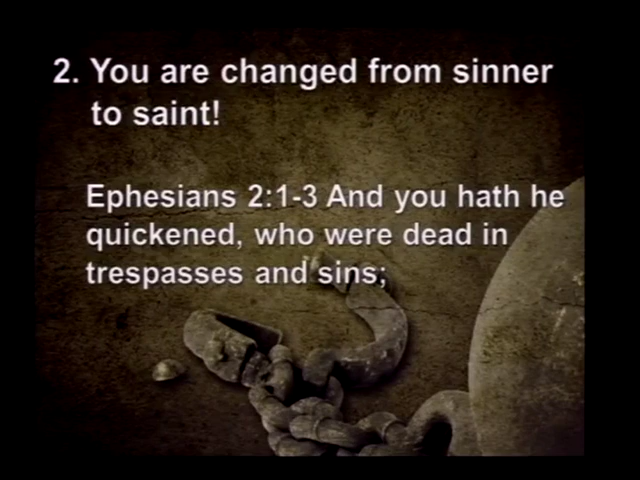 2. You are changed from sinner
to saint!
Ephesians 2:1-3 And you hath he
quickened, who were dead in
trespasses and sins;